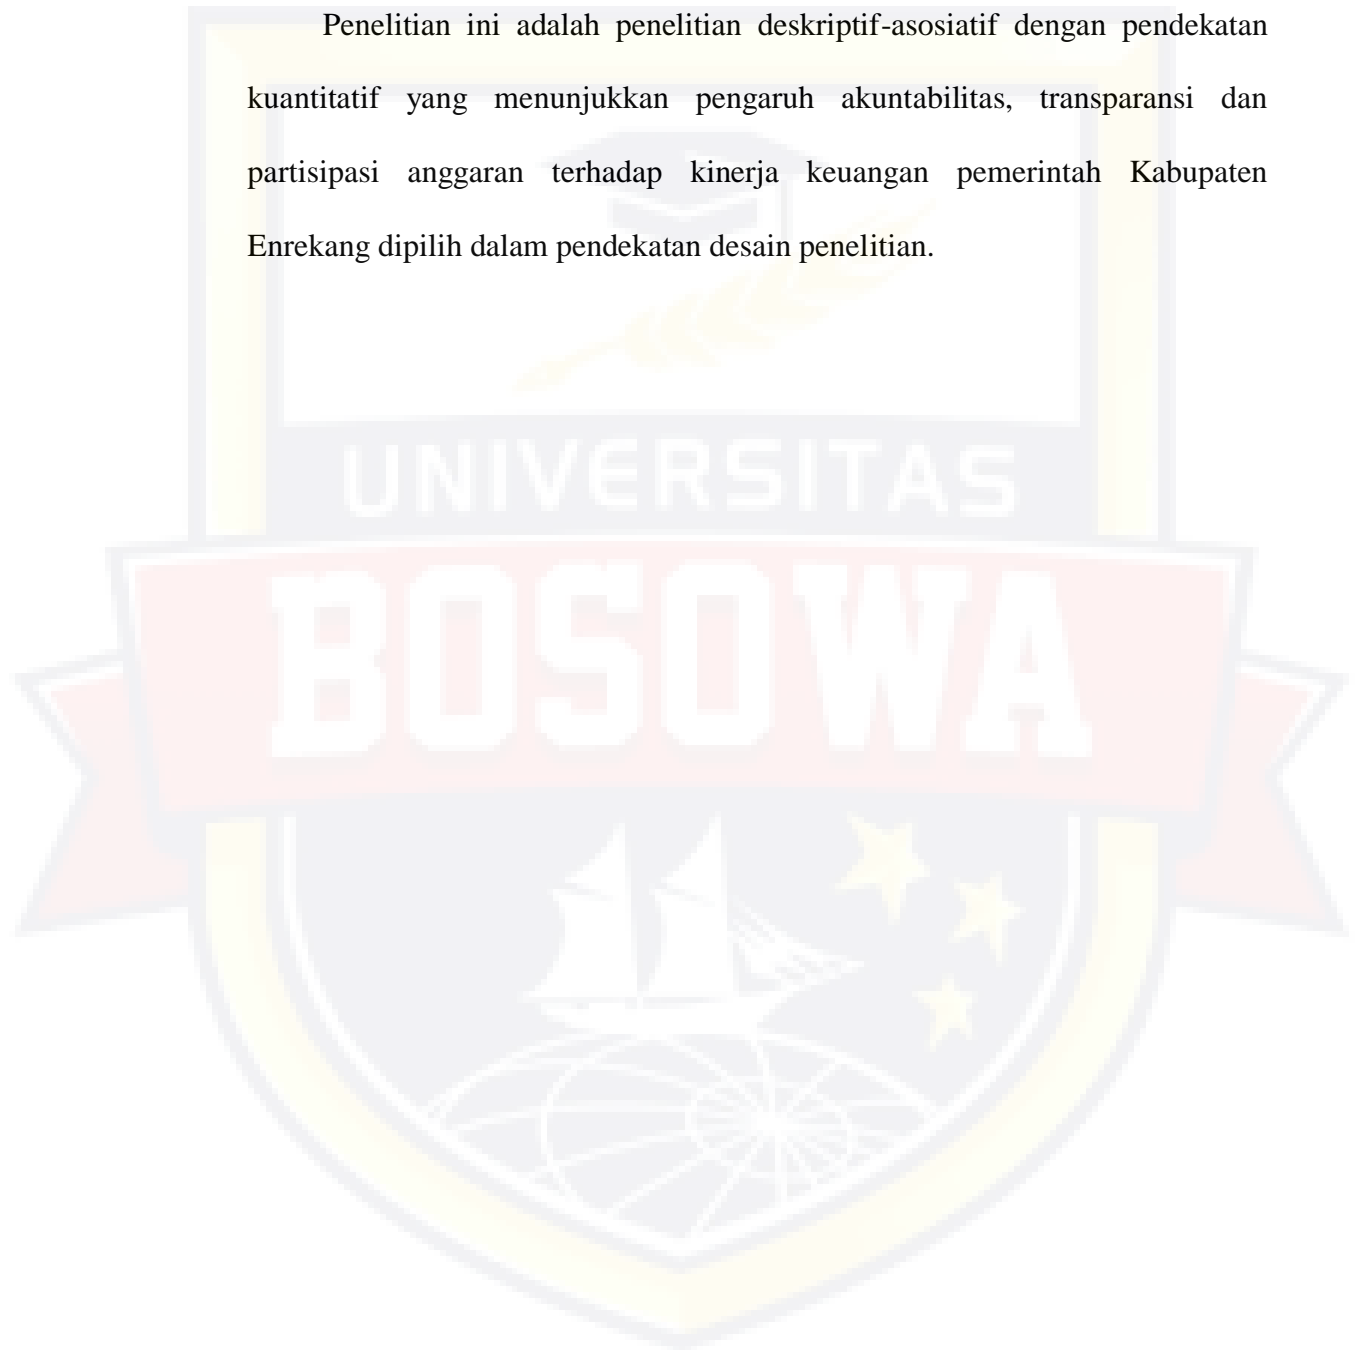 Penelitian ini adalah penelitian deskriptif-asosiatif dengan pendekatan
kuantitatif yang menunjukkan pengaruh akuntabilitas, transparansi dan
partisipasi anggaran terhadap kinerja keuangan pemerintah Kabupaten
Enrekang dipilih dalam pendekatan desain penelitian.
UNIVERSITAS
BOSOWA